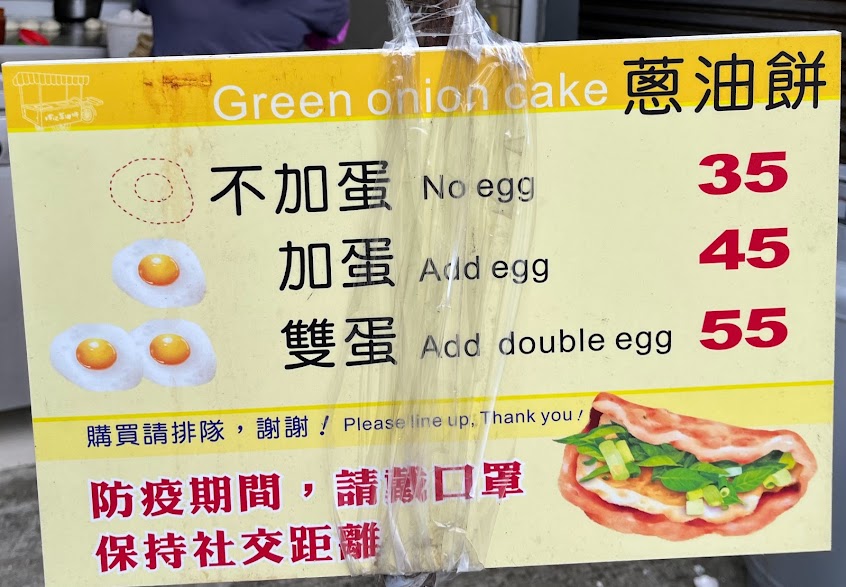 Green onion cake 蔥油餅
不加蛋 No egg 35
加蛋 Add egg 45
雙蛋 Add double egg 55
購買請排隊，謝謝！ Please line up, Thank you！
防疫期間，請戴口罩
保持社交距離